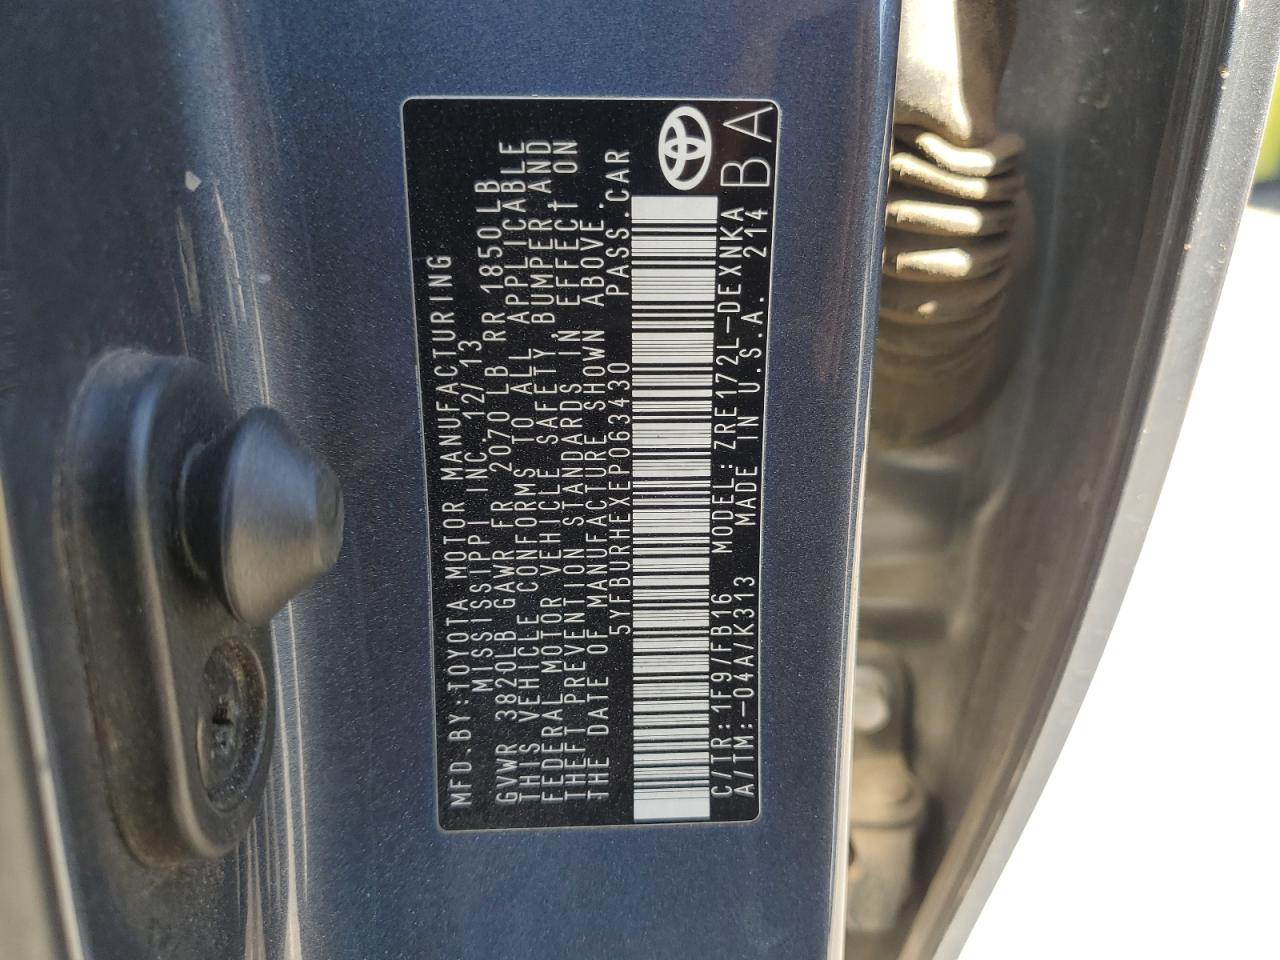 MFD.BY:TOYOTA MOTOR MANUFACTURING
MISSISSIPPI INC. 12/13
GVWR 3820LB GAWR FR 2070 LB RR 1850LB
THIS VEHICLE CONFORMS TO ALL APPLICABLE
FEDERAL MOTOR VEHICLE SAFETY, BUMPER AND
THEFT PREVENTION STANDARDS IN EFFECT ON
THE DATE OF MANUFACTURE SHOWN ABOVE.
5YFBURHEXEP063430 PASS.CAR
C/TR:1F9/FB16 MODEL:ZRE172L-DEXNKA
A/TM:-04A/K313 MADE IN U.S.A. 214
BA